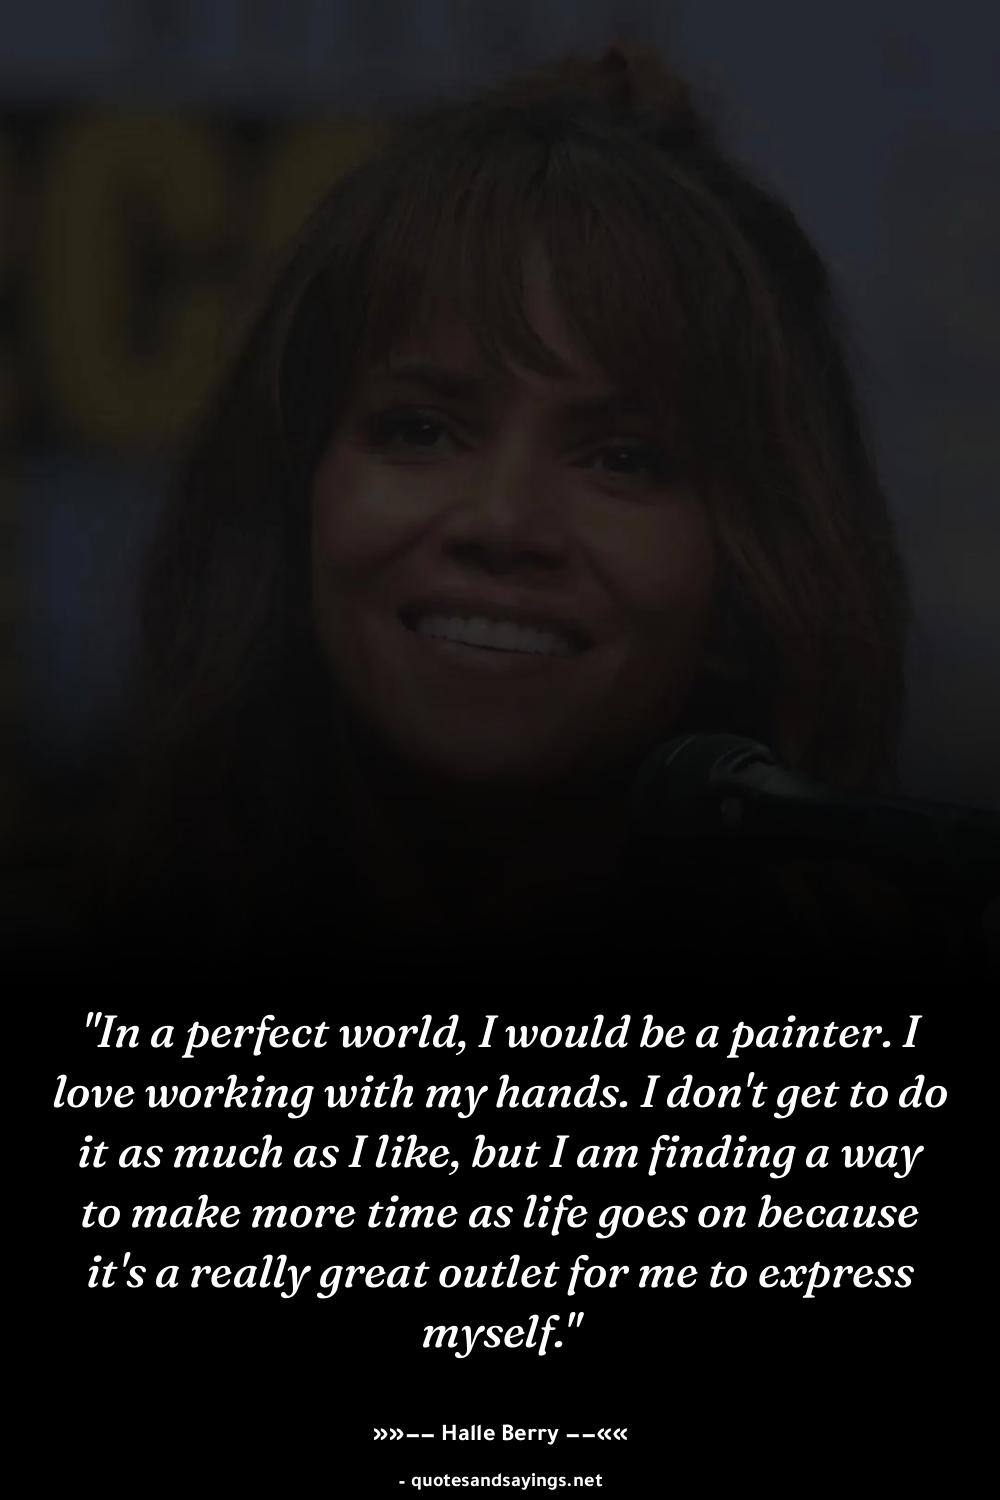 "In a perfect world, I would be a painter. I
love working with my hands. I don't get to do
it as much as I like, but I am finding a way
to make more time as life goes on because
it's a really great outlet for me to express
myself."
»»–– Halle Berry ––««
- quotesandsayings.net